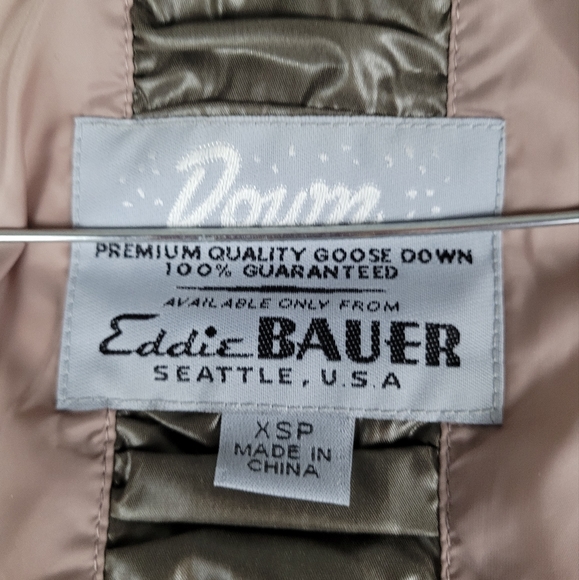 Down
PREMIUM QUALITY GOOSE DOWN
100% GUARANTEED
AVAILABLE ONLY FROM
Eddie BAUER
SEATTLE, U.S.A
XSP
MADE IN
CHINA